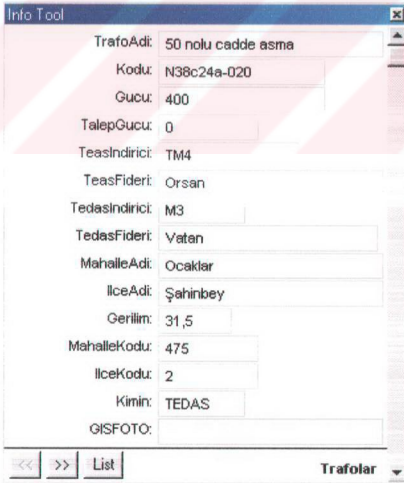 Info Tool
TrafoAdi: 50 nolu cadde asma
Kodu: N38c24a-020
Gucu: 400
TalepGucu: 0
TeasIndirici: TM4
TeasFideri: Orsan
TedasIndirici: M3
TedasFideri: Vatan
MahalleAdi: Ocaklar
IlceAdi: Şahinbey
Gerilim: 31,5
MahalleKodu: 475
IlceKodu: 2
Kimin: TEDAS
GISFOTO:
<< >> List Trafolar